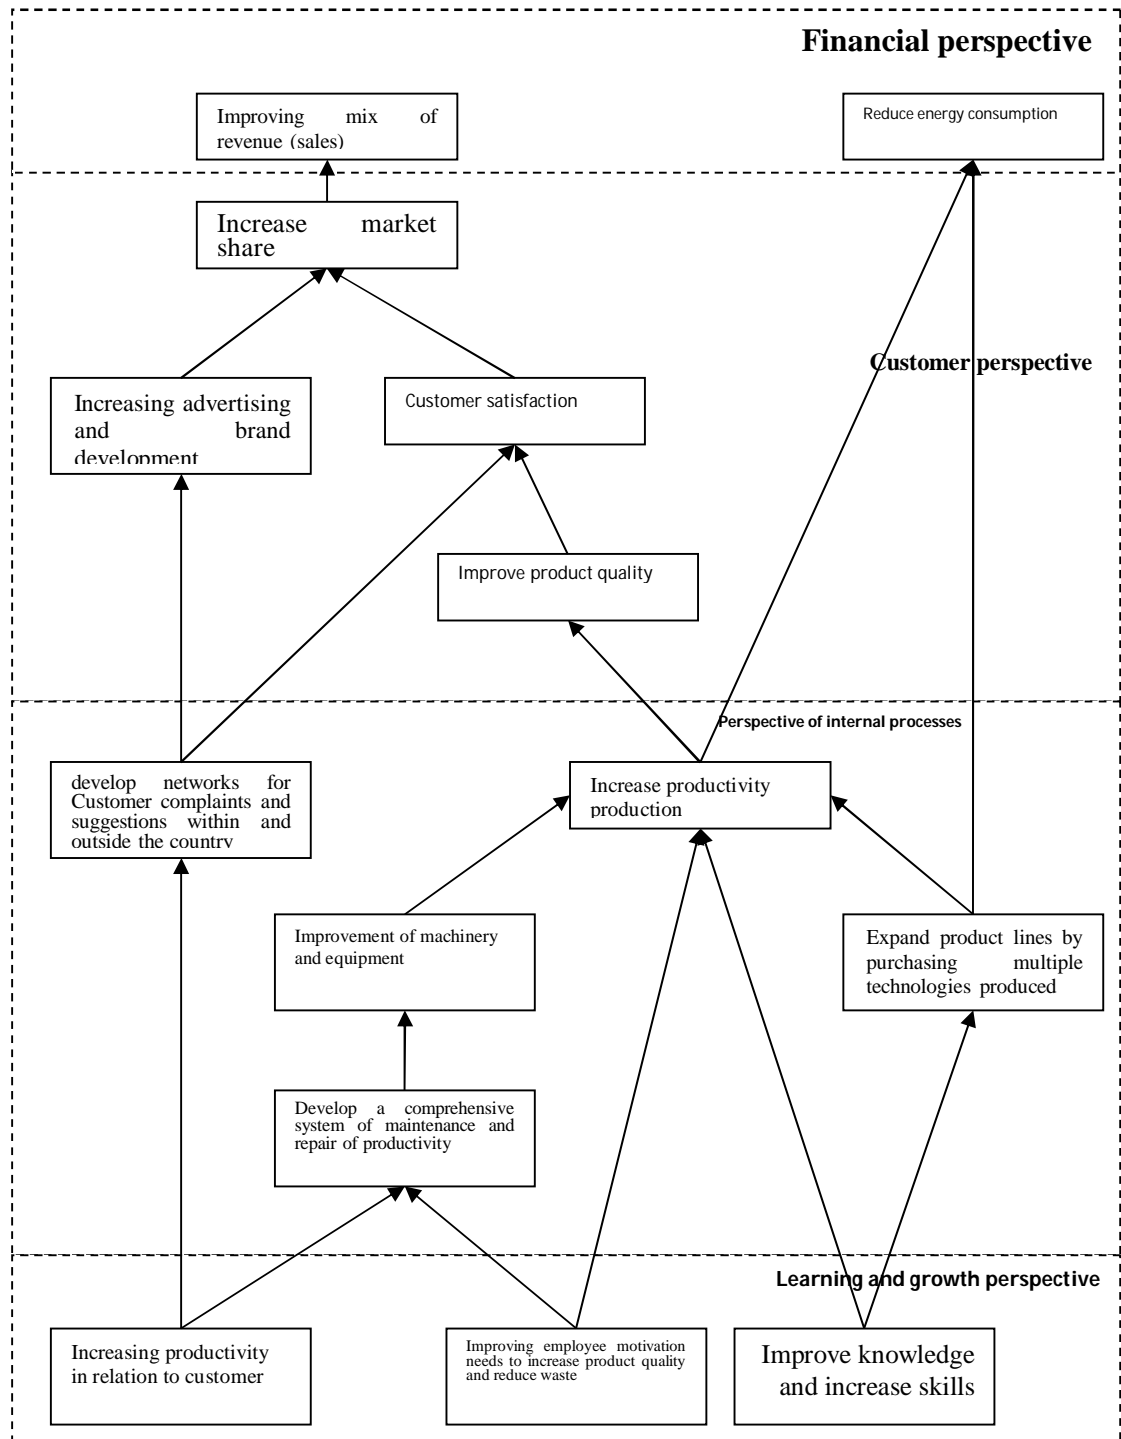 Financial perspective
Improving mix of
revenue (sales)
Reduce energy consumption
Increase market
share
Customer perspective
Increasing advertising
and brand
development
Customer satisfaction
Improve product quality
Perspective of internal processes
develop networks for
Customer complaints and
suggestions within and
outside the country
Increase productivity
production
Improvement of machinery
and equipment
Expand product lines by
purchasing multiple
technologies produced
Develop a comprehensive
system of maintenance and
repair of productivity
Learning and growth perspective
Increasing productivity
in relation to customer
Improving employee motivation
needs to increase product quality
and reduce waste
Improve knowledge
and increase skills